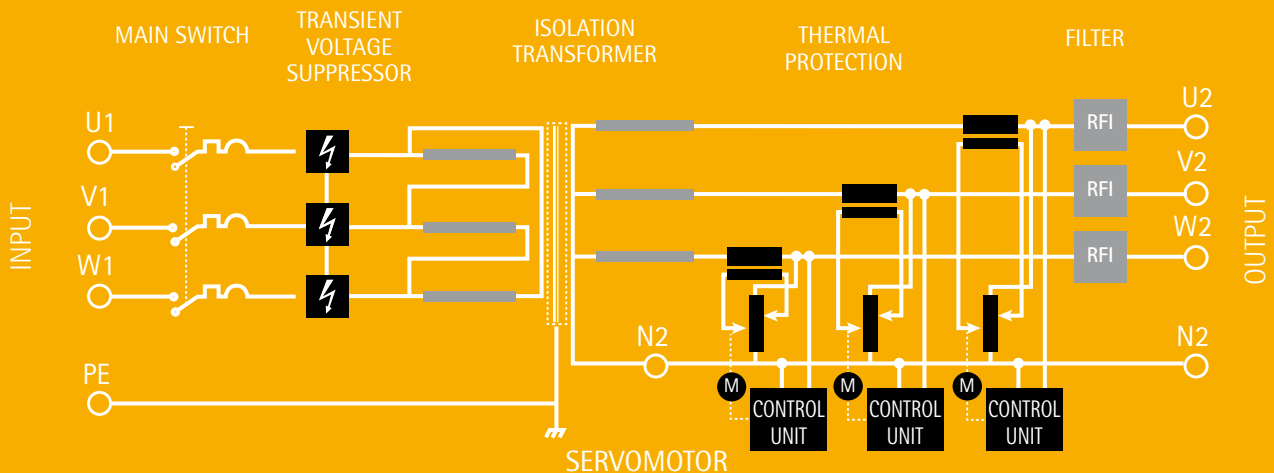 MAIN SWITCH
TRANSIENT
VOLTAGE
SUPPRESSOR
ISOLATION
TRANSFORMER
THERMAL
PROTECTION
FILTER
INPUT
U1
V1
W1
PE
RFI
RFI
RFI
U2
V2
W2
N2
N2
OUTPUT
M
CONTROL
UNIT
M
CONTROL
UNIT
M
CONTROL
UNIT
SERVOMOTOR